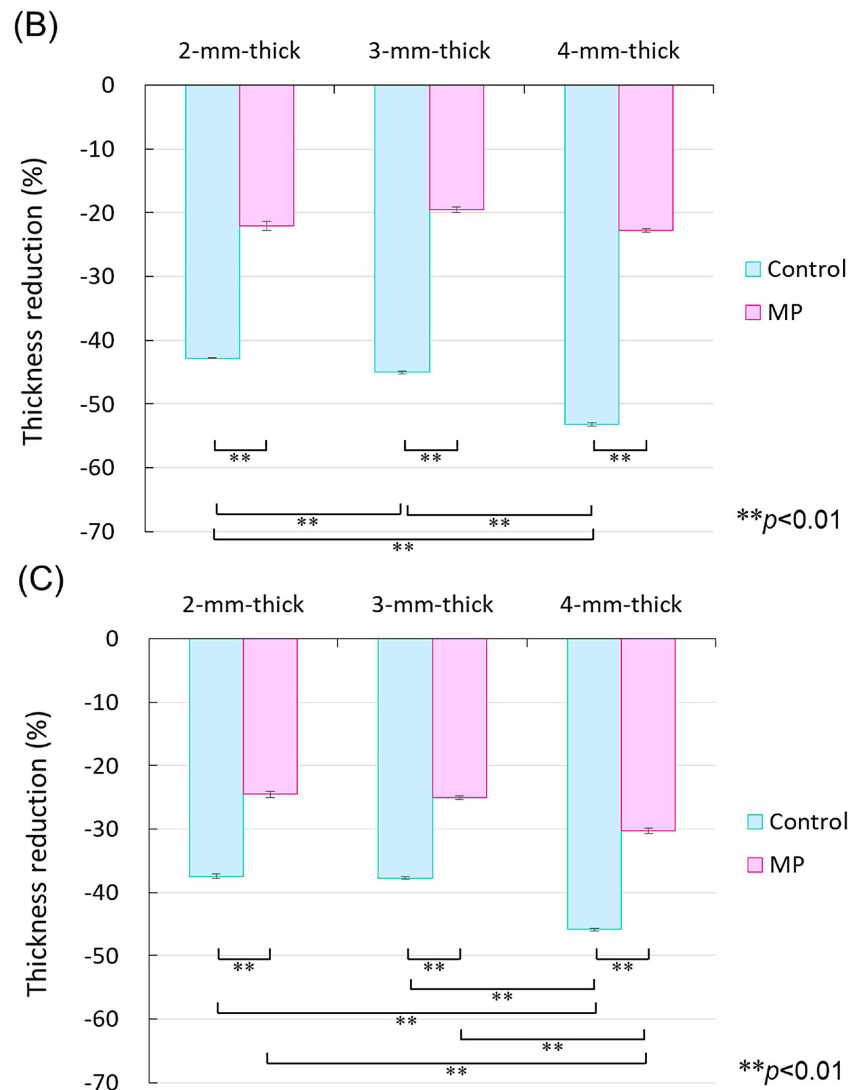 (B)
2-mm-thick 3-mm-thick 4-mm-thick
0
-10
-20
-30
-40
-50
-60
-70
Thickness reduction (%)
Control
MP
** ** **
** **
**
**p<0.01
(C)
2-mm-thick 3-mm-thick 4-mm-thick
0
-10
-20
-30
-40
-50
-60
-70
Thickness reduction (%)
Control
MP
** ** **
**
**
**
**
**p<0.01